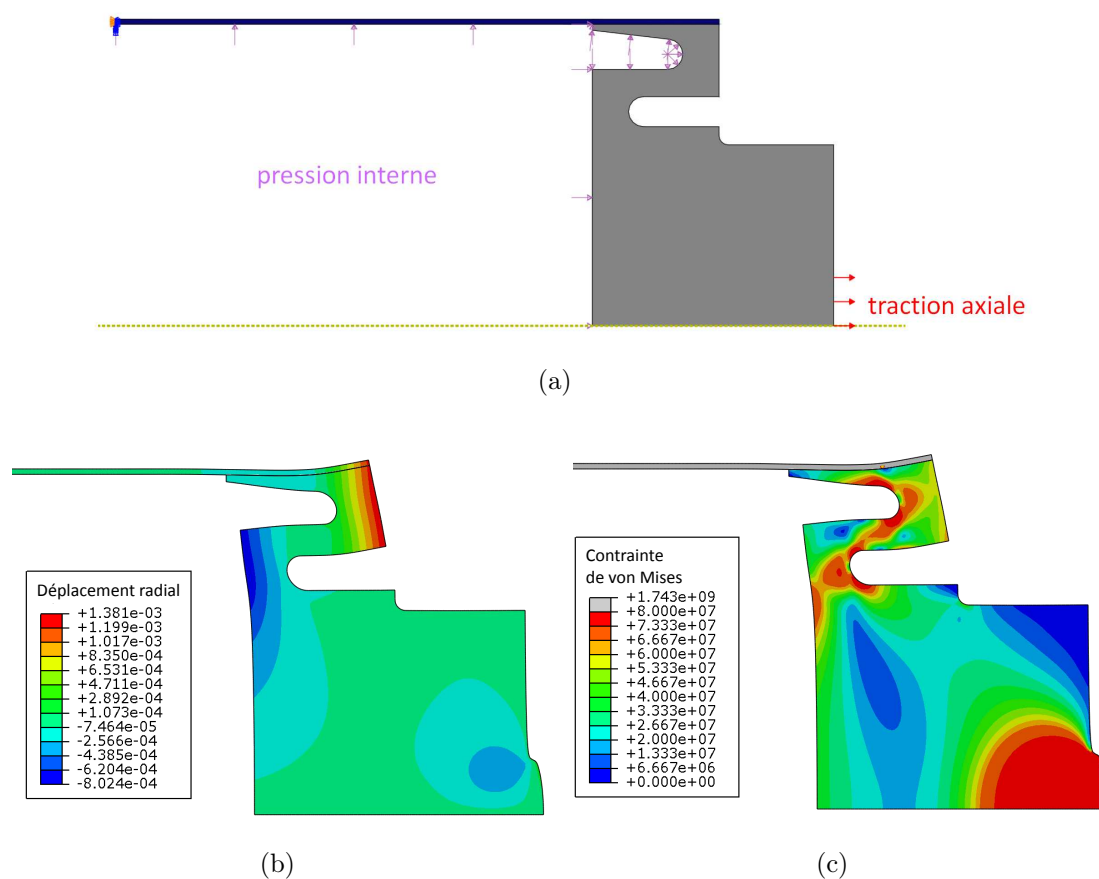 pression interne
traction axiale
(a)
Déplacement radial
+1.381e-03
+1.199e-03
+1.017e-03
+8.350e-04
+6.531e-04
+4.711e-04
+2.892e-04
+1.073e-04
-7.464e-05
-2.566e-04
-4.385e-04
-6.204e-04
-8.024e-04
(b)
Contrainte
de von Mises
+1.743e+09
+8.000e+07
+7.333e+07
+6.667e+07
+6.000e+07
+5.333e+07
+4.667e+07
+4.000e+07
+3.333e+07
+2.667e+07
+2.000e+07
+1.333e+07
+6.667e+06
+0.000e+00
(c)